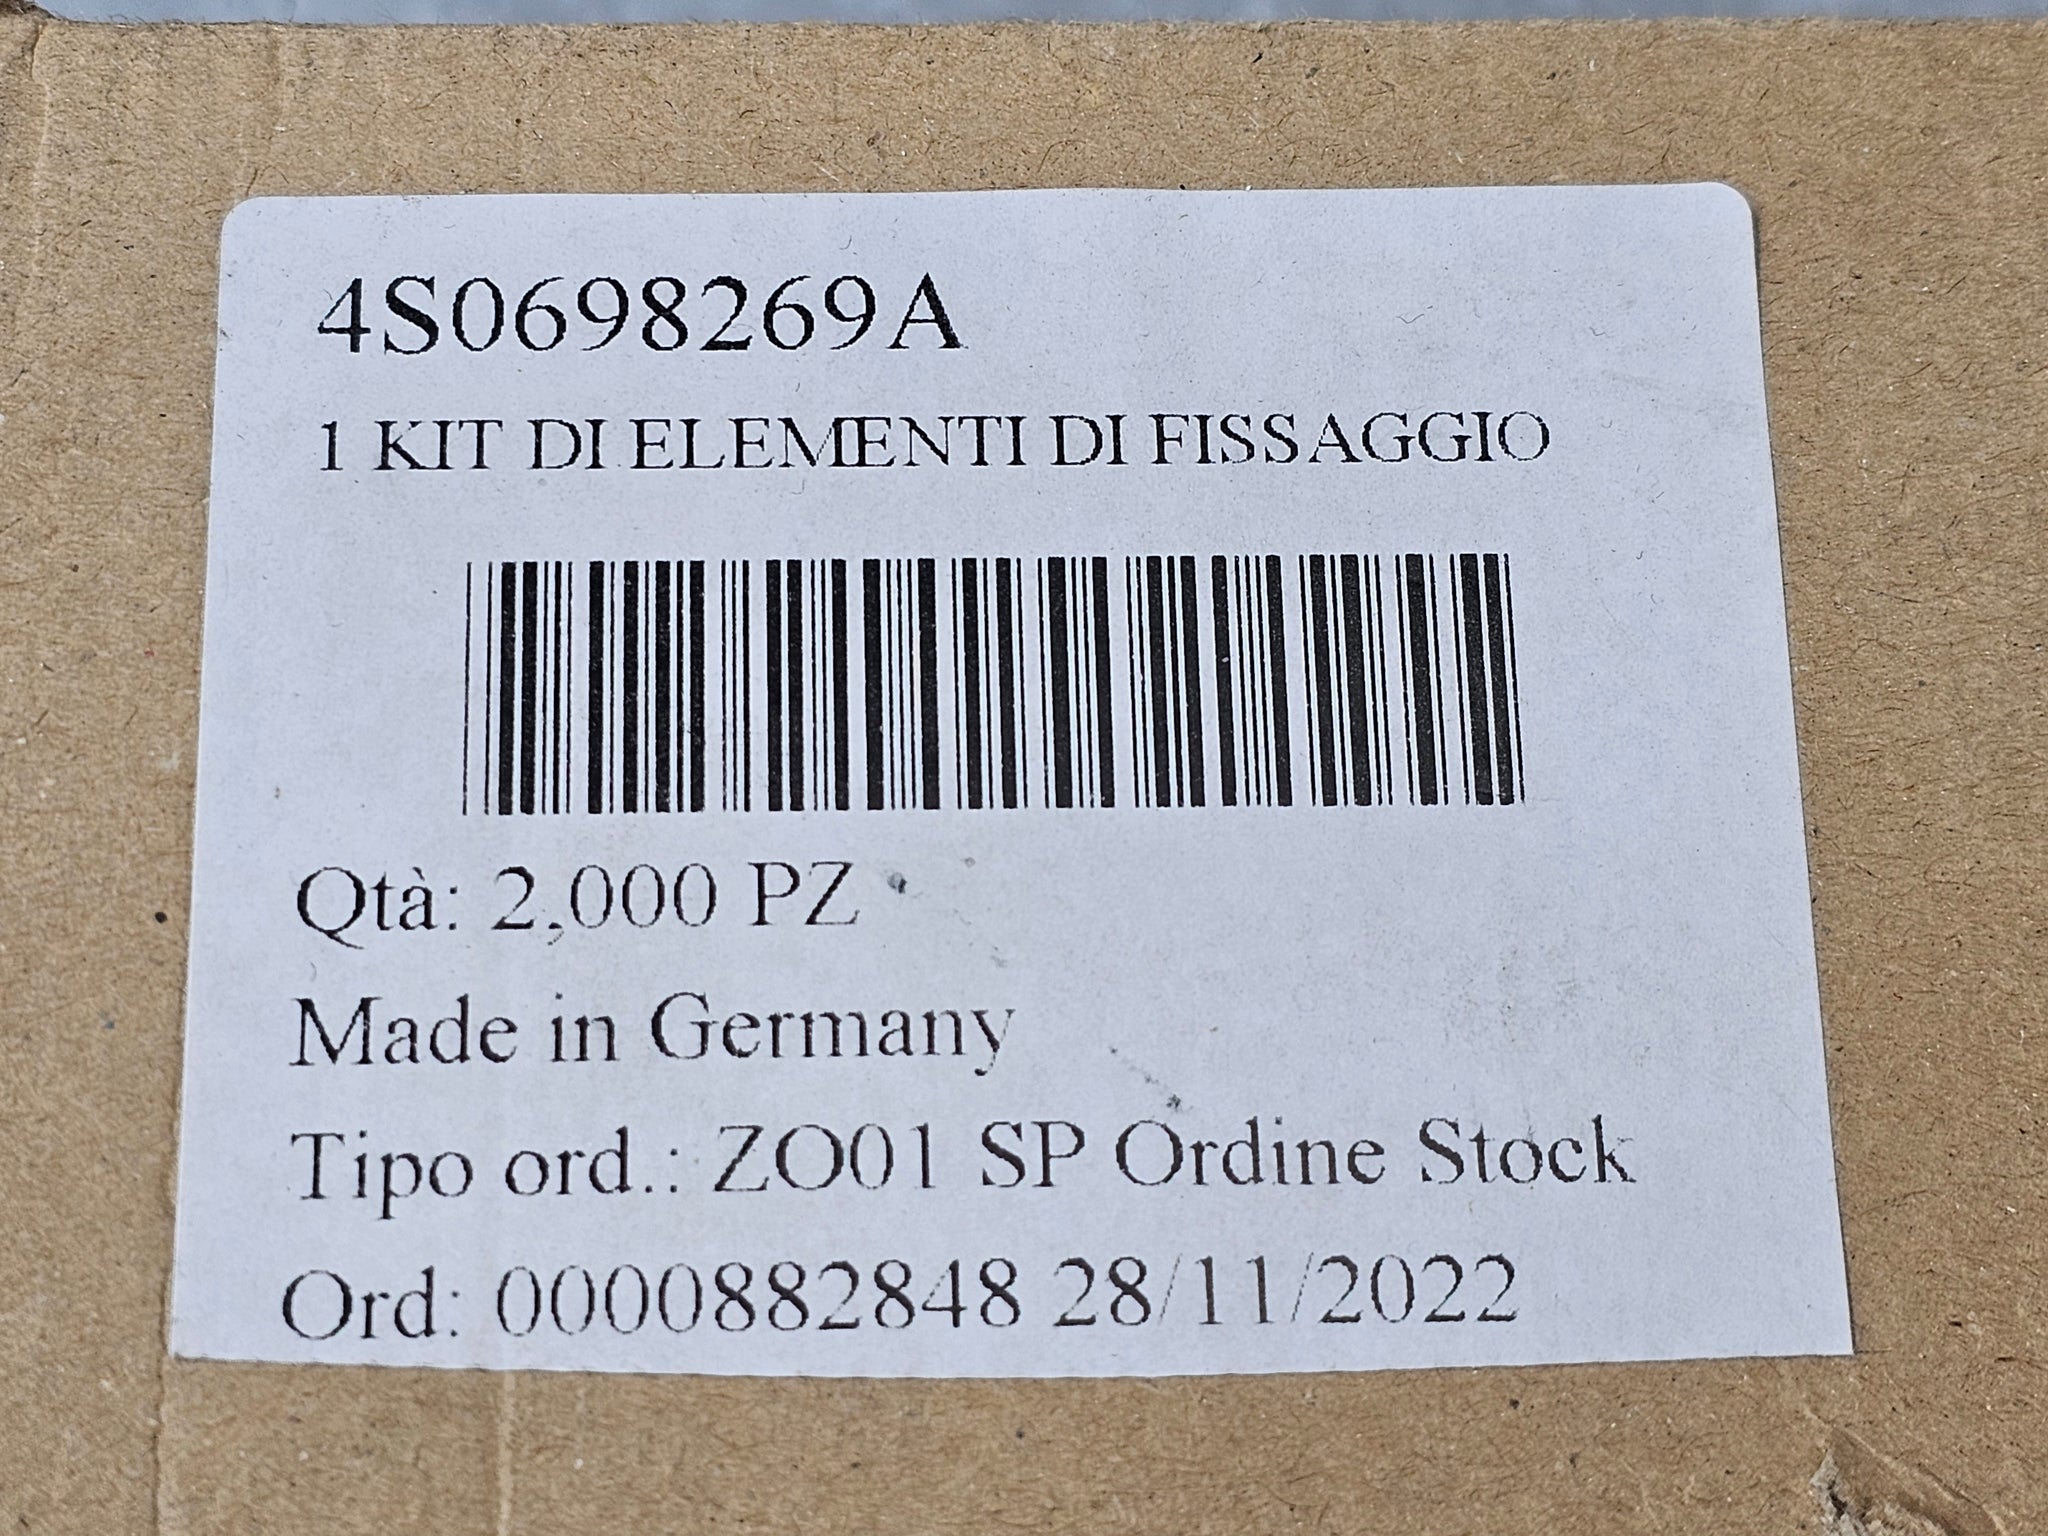 4S0698269A
1 KIT DI ELEMENTI DI FISSAGGIO
Qtà: 2,000 PZ
Made in Germany
Tipo ord.: ZO01 SP Ordine Stock
Ord: 0000882848 28/11/2022